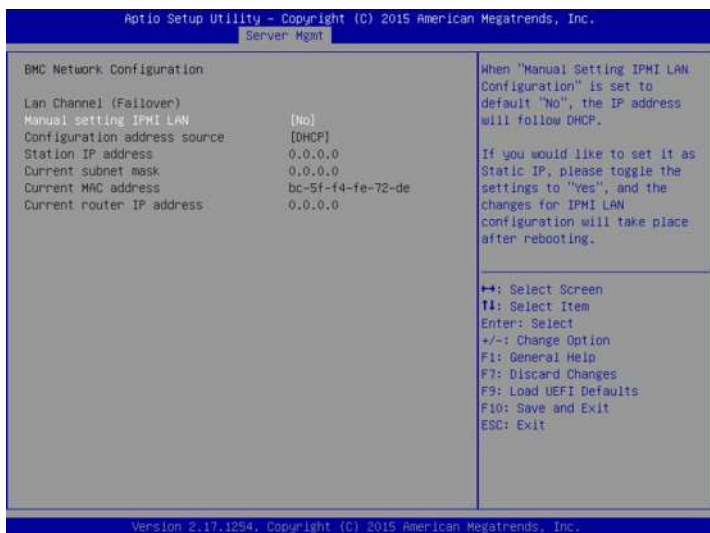 Aptio Setup Utility – Copyright (C) 2015 American Megatrends, Inc.
Server Mgmt
BMC Network Configuration
Lan Channel (Failover)
Manual setting IPMI LAN [No]
Configuration address source [DHCP]
Station IP address 0.0.0.0
Current subnet mask 0.0.0.0
Current MAC address bc-5f-f4-fe-72-de
Current router IP address 0.0.0.0
When "Manual Setting IPMI LAN
Configuration" is set to
default "No", the IP address
will follow DHCP.
If you would like to set it as
Static IP, please toggle the
settings to "Yes", and the
changes for IPMI LAN
configuration will take place
after rebooting.
↔: Select Screen
↑↓: Select Item
Enter: Select
+/-: Change Option
F1: General Help
F7: Discard Changes
F9: Load UEFI Defaults
F10: Save and Exit
ESC: Exit
Version 2.17.1254. Copyright (C) 2015 American Megatrends, Inc.